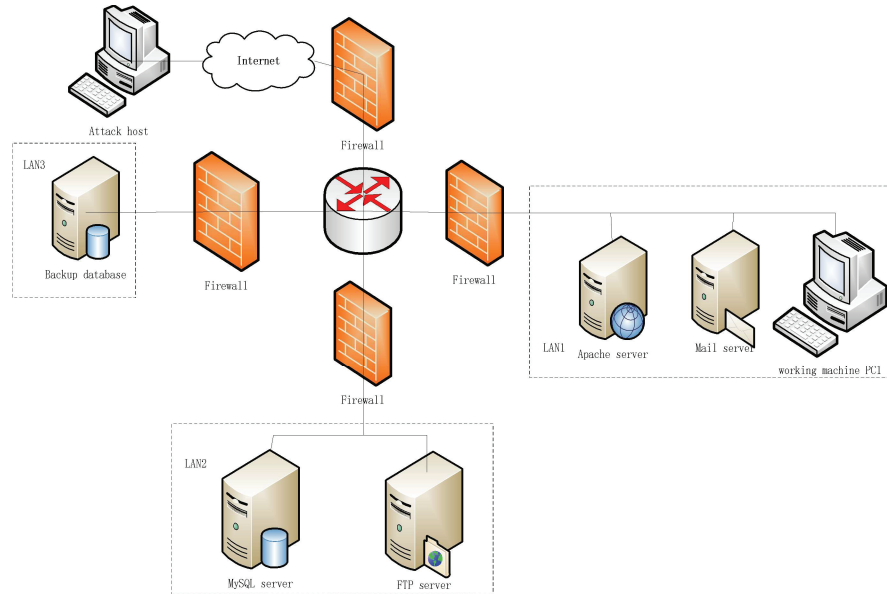 Internet
Attack host
Firewall
LAN3
Backup database
Firewall
Firewall
LAN1
Apache server
Mail server
working machine PC1
Firewall
LAN2
MySQL server
FTP server